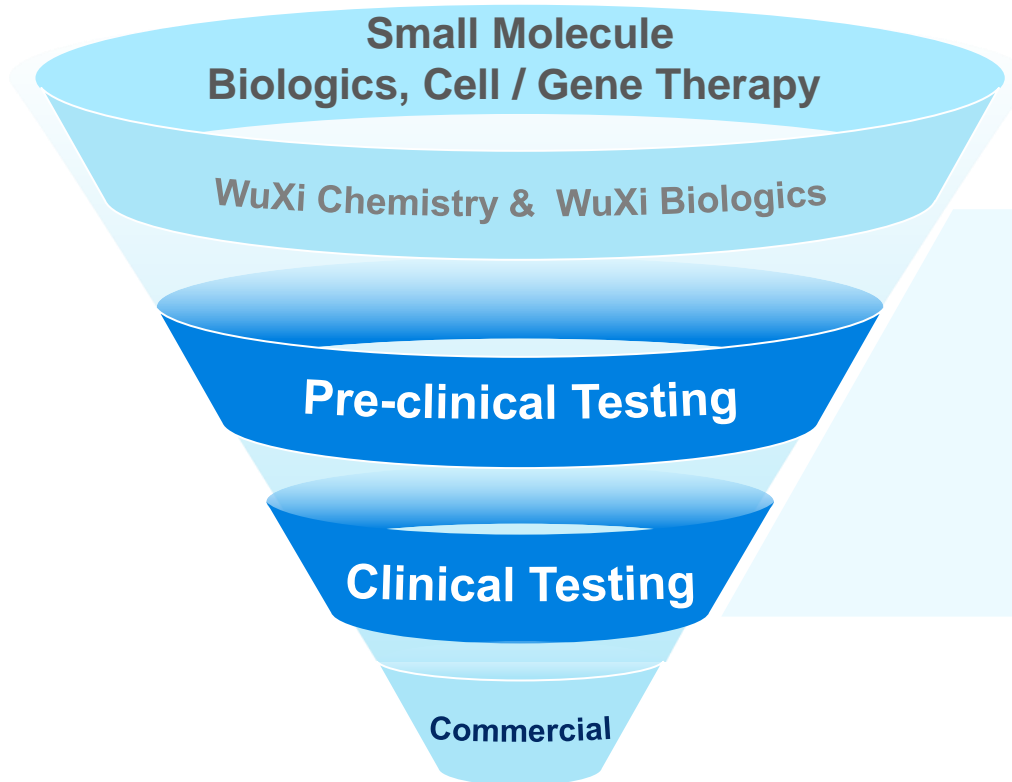 Small Molecule
Biologics, Cell / Gene Therapy
WuXi Chemistry & WuXi Biologics
Pre-clinical Testing
Clinical Testing
Commercial